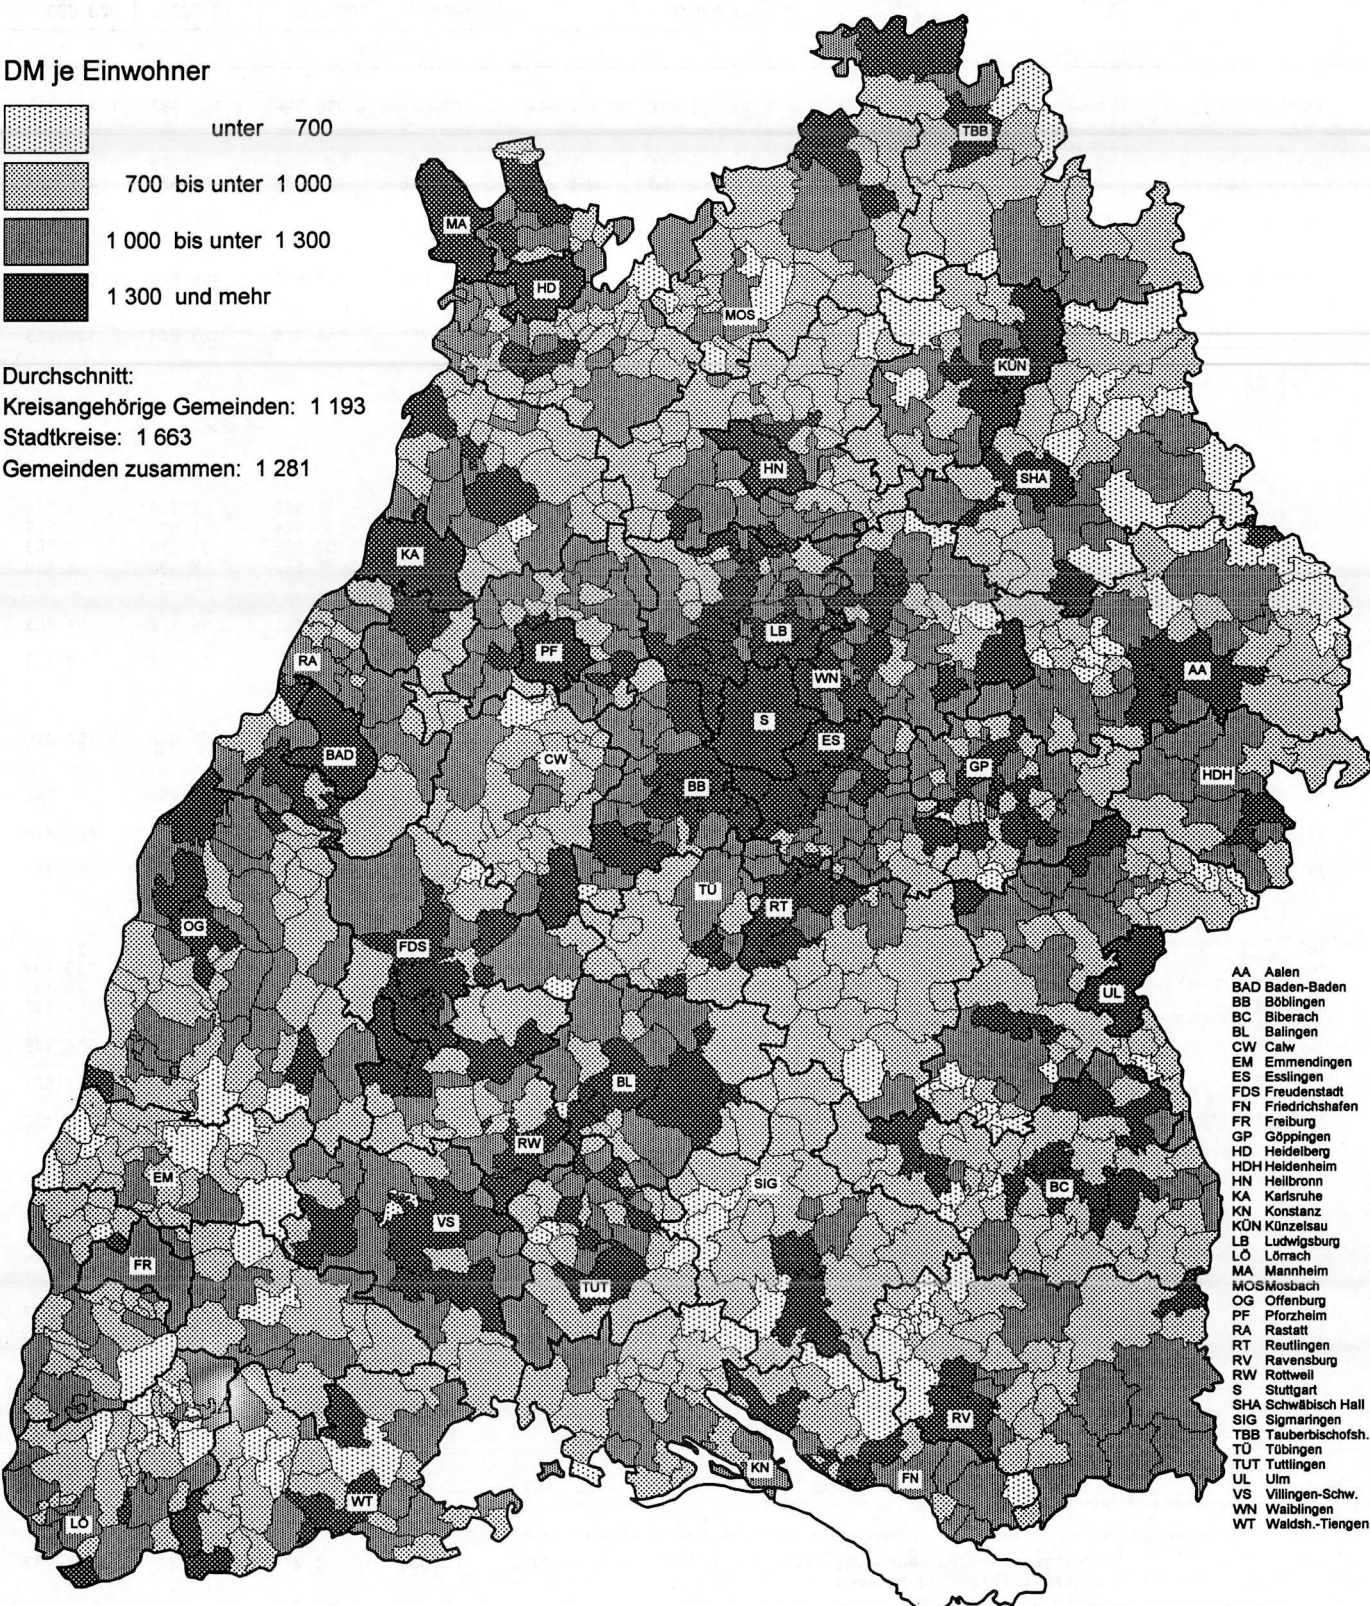 DM je Einwohner
unter 700
700 bis unter 1 000
1 000 bis unter 1 300
1 300 und mehr
Durchschnitt:
Kreisangehörige Gemeinden: 1 193
Stadtkreise: 1 663
Gemeinden zusammen: 1 281
TBB
MA
HD
MOS
KÜN
HN
SHA
KA
LB
PF
RA
WN
AA
S
ES
BAD
CW
GP
HDH
BB
TÜ
RT
OG
FDS
UL
BL
RW
EM
SIG
BC
VS
FR
TUT
RV
KN
FN
WT
LÖ
AA Aalen
BAD Baden-Baden
BB Böblingen
BC Biberach
BL Balingen
CW Calw
EM Emmendingen
ES Esslingen
FDS Freudenstadt
FN Friedrichshafen
FR Freiburg
GP Göppingen
HD Heidelberg
HDH Heidenheim
HN Heilbronn
KA Karlsruhe
KN Konstanz
KÜN Künzelsau
LB Ludwigsburg
LÖ Lörrach
MA Mannheim
MOS Mosbach
OG Offenburg
PF Pforzheim
RA Rastatt
RT Reutlingen
RV Ravensburg
RW Rottweil
S Stuttgart
SHA Schwäbisch Hall
SIG Sigmaringen
TBB Tauberbischofsh.
TÜ Tübingen
TUT Tuttlingen
UL Ulm
VS Villingen-Schw.
WN Waiblingen
WT Waldsh.-Tiengen